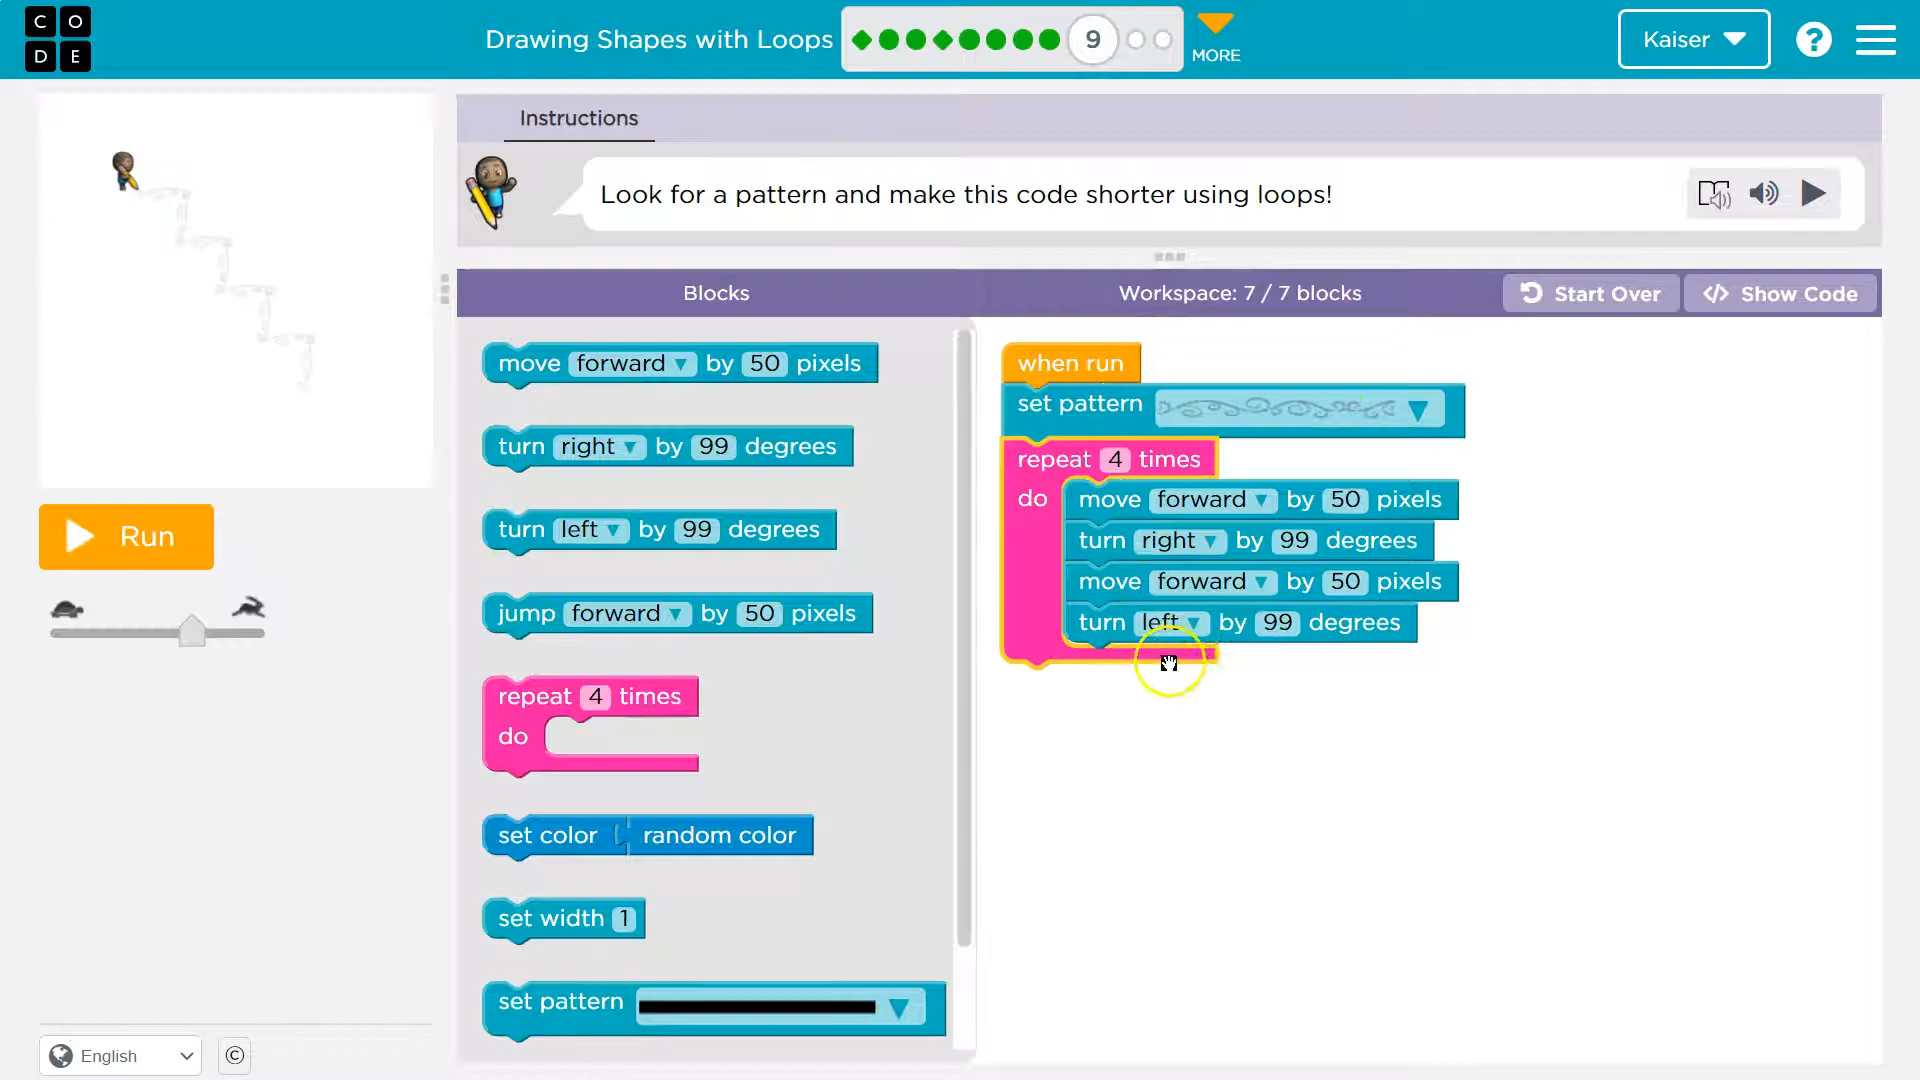 C O
D E
Drawing Shapes with Loops
9
MORE
Kaiser
?
Instructions
Look for a pattern and make this code shorter using loops!
Blocks
Workspace: 7 / 7 blocks
Start Over
</> Show Code
Run
move forward by 50 pixels
turn right by 99 degrees
turn left by 99 degrees
jump forward by 50 pixels
repeat 4 times
do
set color random color
set width 1
set pattern
when run
set pattern
repeat 4 times
do
move forward by 50 pixels
turn right by 99 degrees
move forward by 50 pixels
turn left by 99 degrees
English
©